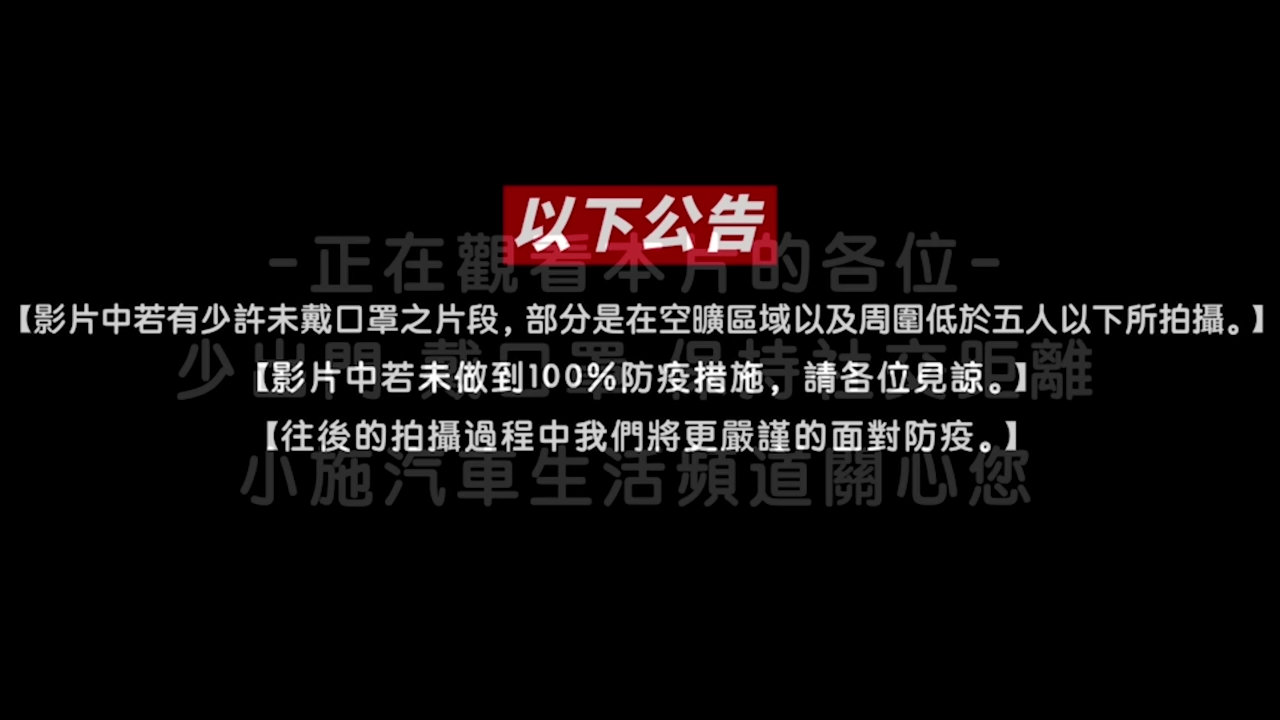 以下公告
-正在觀看本片的各位-
【影片中若有少許未戴口罩之片段,部分是在空曠區域以及周圍低於五人以下所拍攝。】
少出門 戴口罩 保持社交距離
【影片中若未做到100%防疫措施,請各位見諒。】
【往後的拍攝過程中我們將更嚴謹的面對防疫。】
小施汽車生活頻道關心您